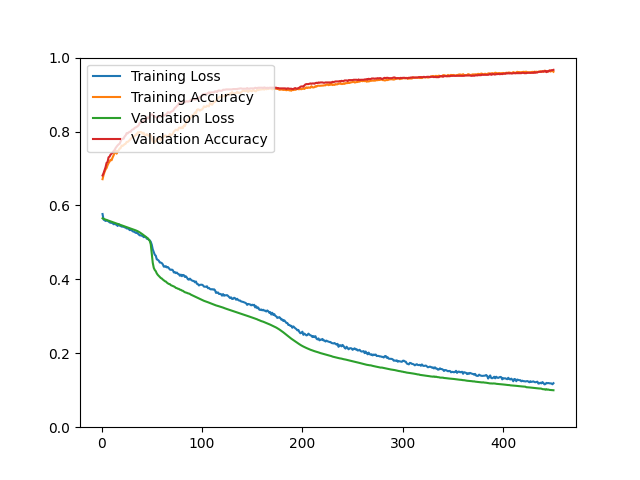 Training Loss
Training Accuracy
Validation Loss
Validation Accuracy
1.0
0.8
0.6
0.4
0.2
0.0
0 100 200 300 400